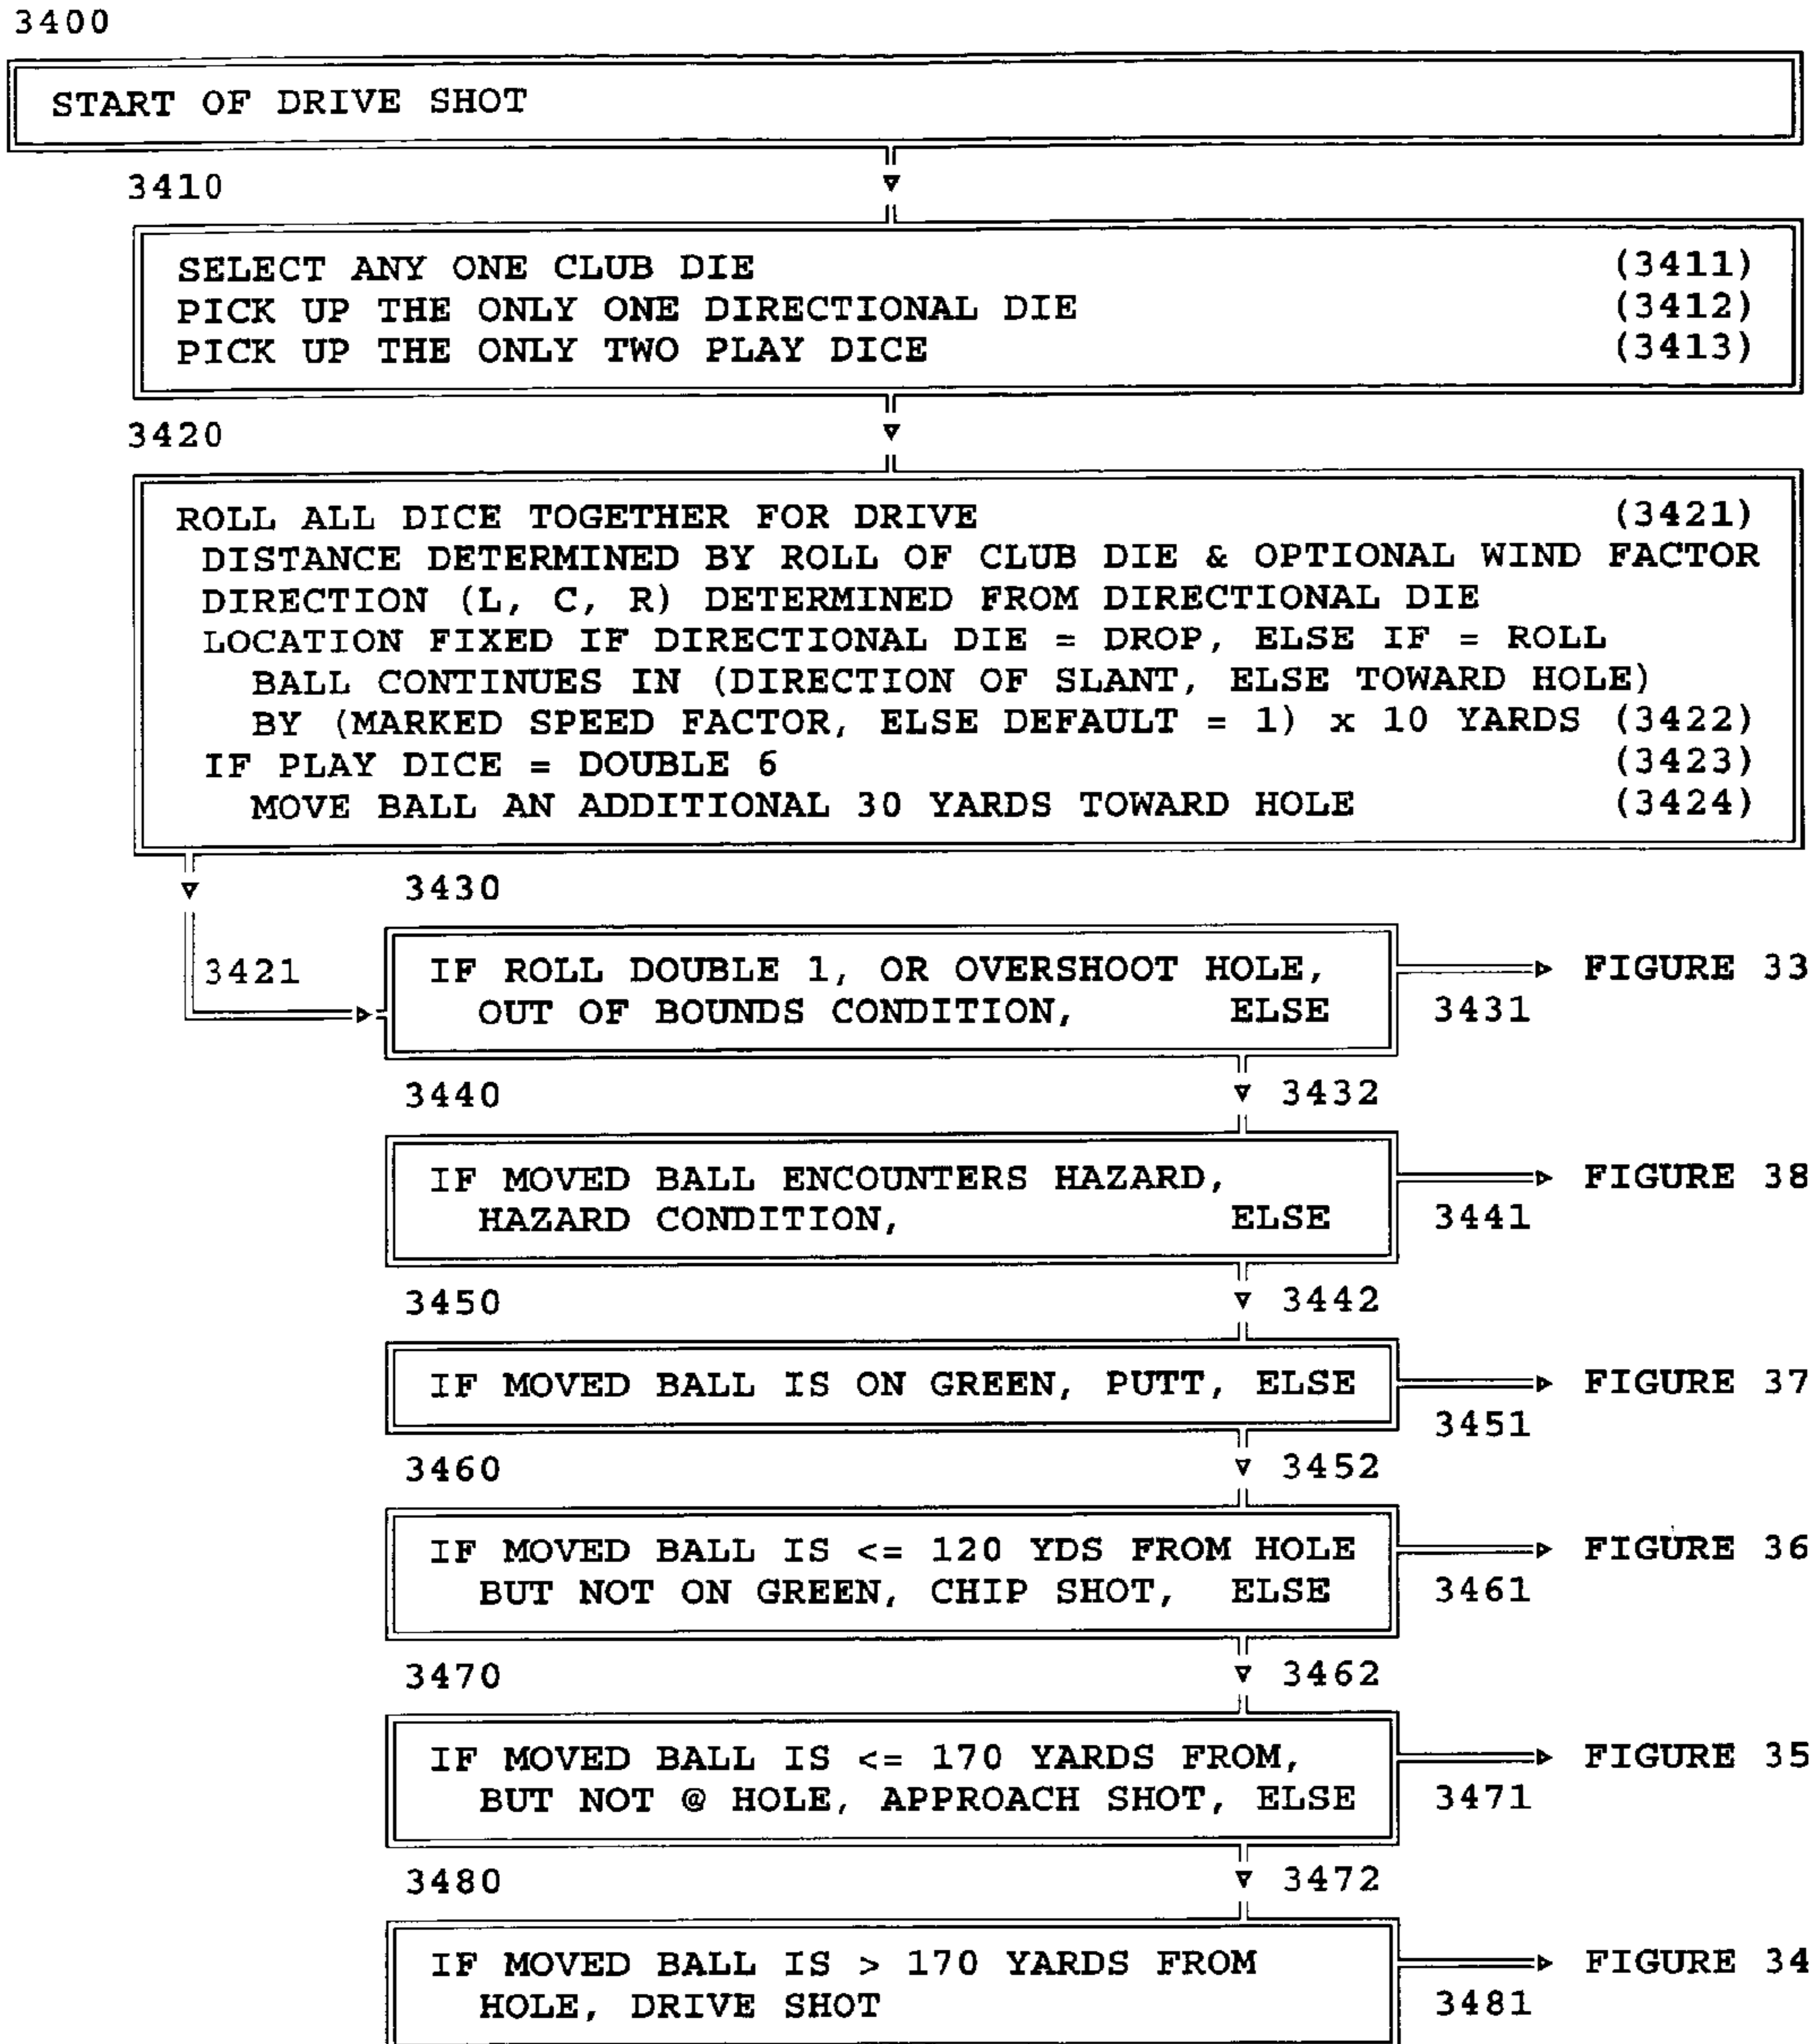 3400
START OF DRIVE SHOT
3410
SELECT ANY ONE CLUB DIE (3411)
PICK UP THE ONLY ONE DIRECTIONAL DIE (3412)
PICK UP THE ONLY TWO PLAY DICE (3413)
3420
ROLL ALL DICE TOGETHER FOR DRIVE (3421)
DISTANCE DETERMINED BY ROLL OF CLUB DIE & OPTIONAL WIND FACTOR
DIRECTION (L, C, R) DETERMINED FROM DIRECTIONAL DIE
LOCATION FIXED IF DIRECTIONAL DIE = DROP, ELSE IF = ROLL
BALL CONTINUES IN (DIRECTION OF SLANT, ELSE TOWARD HOLE)
BY (MARKED SPEED FACTOR, ELSE DEFAULT = 1) x 10 YARDS (3422)
IF PLAY DICE = DOUBLE 6 (3423)
MOVE BALL AN ADDITIONAL 30 YARDS TOWARD HOLE (3424)
3430
3421
IF ROLL DOUBLE 1, OR OVERSHOOT HOLE,
OUT OF BOUNDS CONDITION, ELSE
FIGURE 33
3431
3440
3432
IF MOVED BALL ENCOUNTERS HAZARD,
HAZARD CONDITION, ELSE
FIGURE 38
3441
3450
3442
IF MOVED BALL IS ON GREEN, PUTT, ELSE
FIGURE 37
3451
3460
3452
IF MOVED BALL IS <= 120 YDS FROM HOLE
BUT NOT ON GREEN, CHIP SHOT, ELSE
FIGURE 36
3461
3470
3462
IF MOVED BALL IS <= 170 YARDS FROM,
BUT NOT @ HOLE, APPROACH SHOT, ELSE
FIGURE 35
3471
3480
3472
IF MOVED BALL IS > 170 YARDS FROM
HOLE, DRIVE SHOT
FIGURE 34
3481